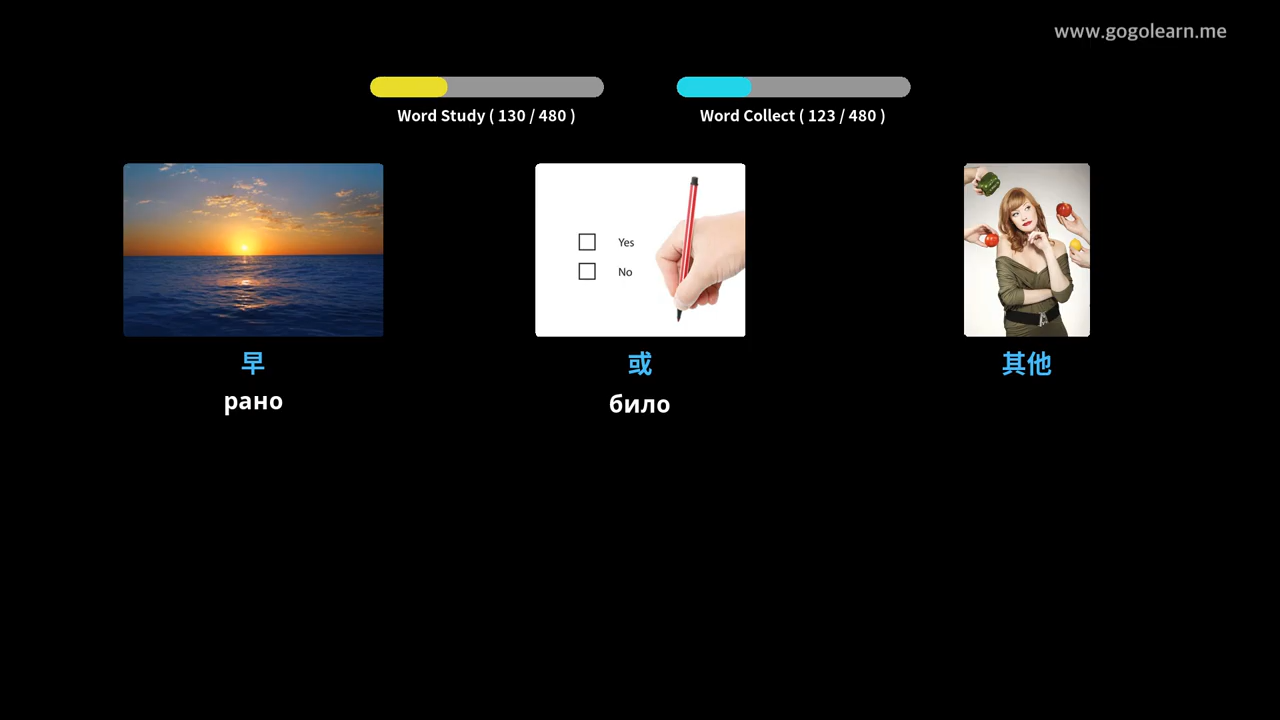 www.gogolearn.me
Word Study ( 130 / 480 )
Word Collect ( 123 / 480 )
Yes
No
早
或
其他
рано
било